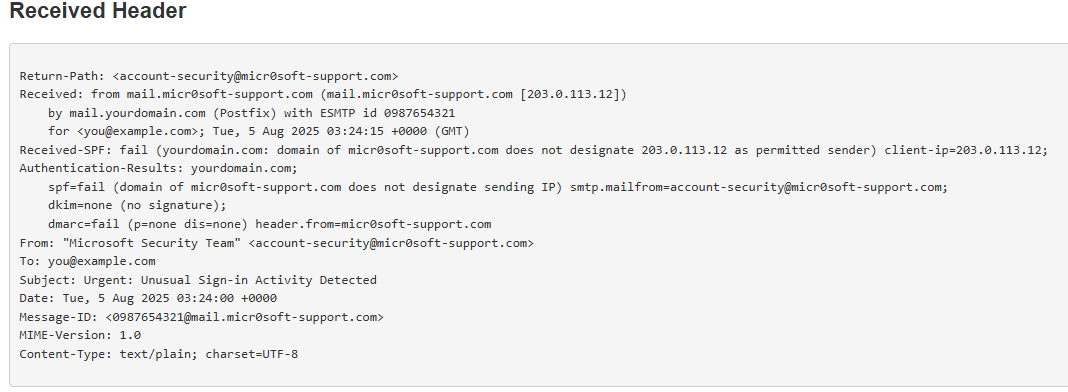 Received Header
Return-Path: <account-security@micr0soft-support.com>
Received: from mail.micr0soft-support.com (mail.micr0soft-support.com [203.0.113.12])
by mail.yourdomain.com (Postfix) with ESMTP id 0987654321
for <you@example.com>; Tue, 5 Aug 2025 03:24:15 +0000 (GMT)
Received-SPF: fail (yourdomain.com: domain of micr0soft-support.com does not designate 203.0.113.12 as permitted sender) client-ip=203.0.113.12;
Authentication-Results: yourdomain.com;
spf=fail (domain of micr0soft-support.com does not designate sending IP) smtp.mailfrom=account-security@micr0soft-support.com;
dkim=none (no signature);
dmarc=fail (p=none dis=none) header.from=micr0soft-support.com
From: "Microsoft Security Team" <account-security@micr0soft-support.com>
To: you@example.com
Subject: Urgent: Unusual Sign-in Activity Detected
Date: Tue, 5 Aug 2025 03:24:00 +0000
Message-ID: <0987654321@mail.micr0soft-support.com>
MIME-Version: 1.0
Content-Type: text/plain; charset=UTF-8